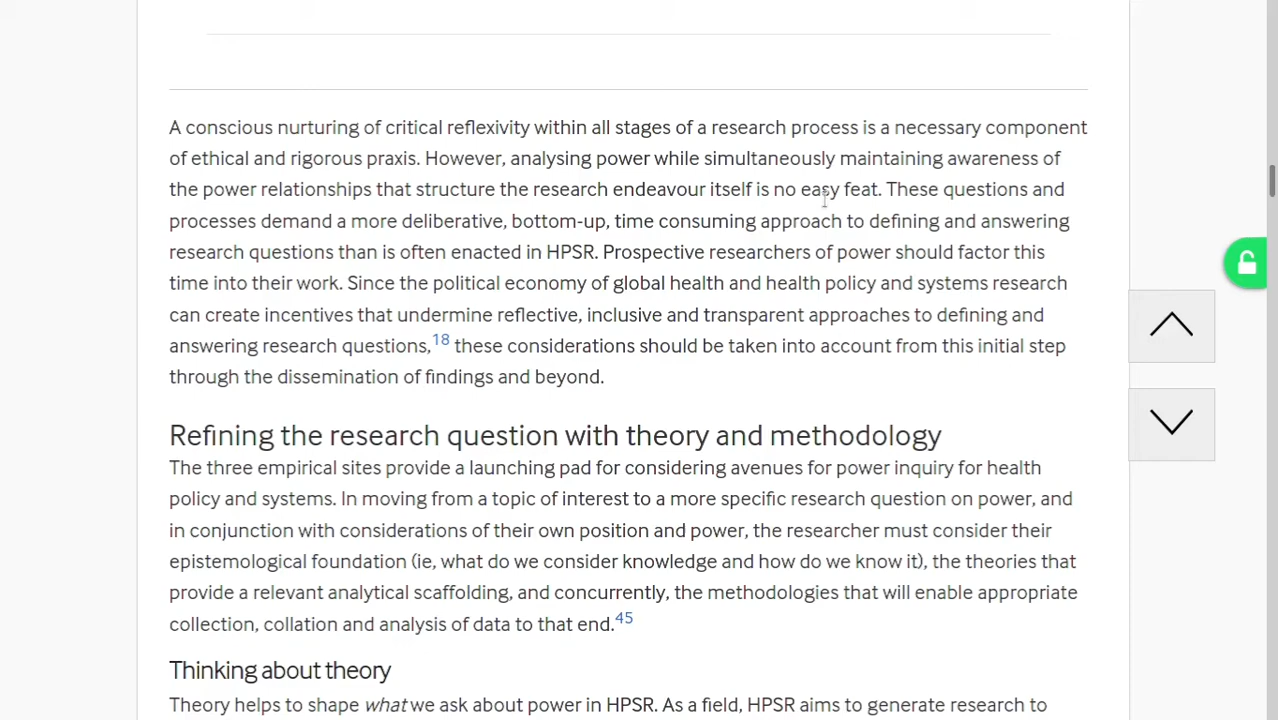 A conscious nurturing of critical reflexivity within all stages of a research process is a necessary component
of ethical and rigorous praxis. However, analysing power while simultaneously maintaining awareness of
the power relationships that structure the research endeavour itself is no easy feat. These questions and
processes demand a more deliberative, bottom-up, time consuming approach to defining and answering
research questions than is often enacted in HPSR. Prospective researchers of power should factor this
time into their work. Since the political economy of global health and health policy and systems research
can create incentives that undermine reflective, inclusive and transparent approaches to defining and
answering research questions,18 these considerations should be taken into account from this initial step
through the dissemination of findings and beyond.
Refining the research question with theory and methodology
The three empirical sites provide a launching pad for considering avenues for power inquiry for health
policy and systems. In moving from a topic of interest to a more specific research question on power, and
in conjunction with considerations of their own position and power, the researcher must consider their
epistemological foundation (ie, what do we consider knowledge and how do we know it), the theories that
provide a relevant analytical scaffolding, and concurrently, the methodologies that will enable appropriate
collection, collation and analysis of data to that end.45
Thinking about theory
Theory helps to shape what we ask about power in HPSR. As a field, HPSR aims to generate research to